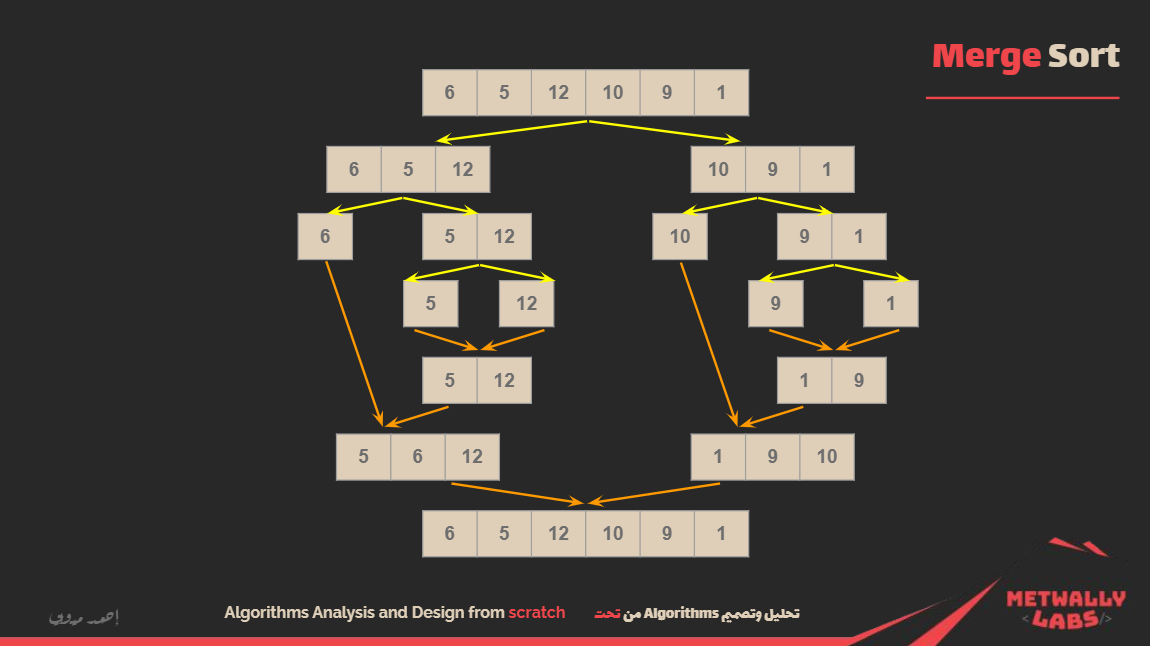 Merge Sort
6 5 12 10 9 1
6 5 12
10 9 1
6
5 12
10
9 1
5
12
9
1
5 12
1 9
5 6 12
1 9 10
6 5 12 10 9 1
Algorithms Analysis and Design from scratch
تحليل وتصميم Algorithms من تحت
METWALLY
<LABS/>